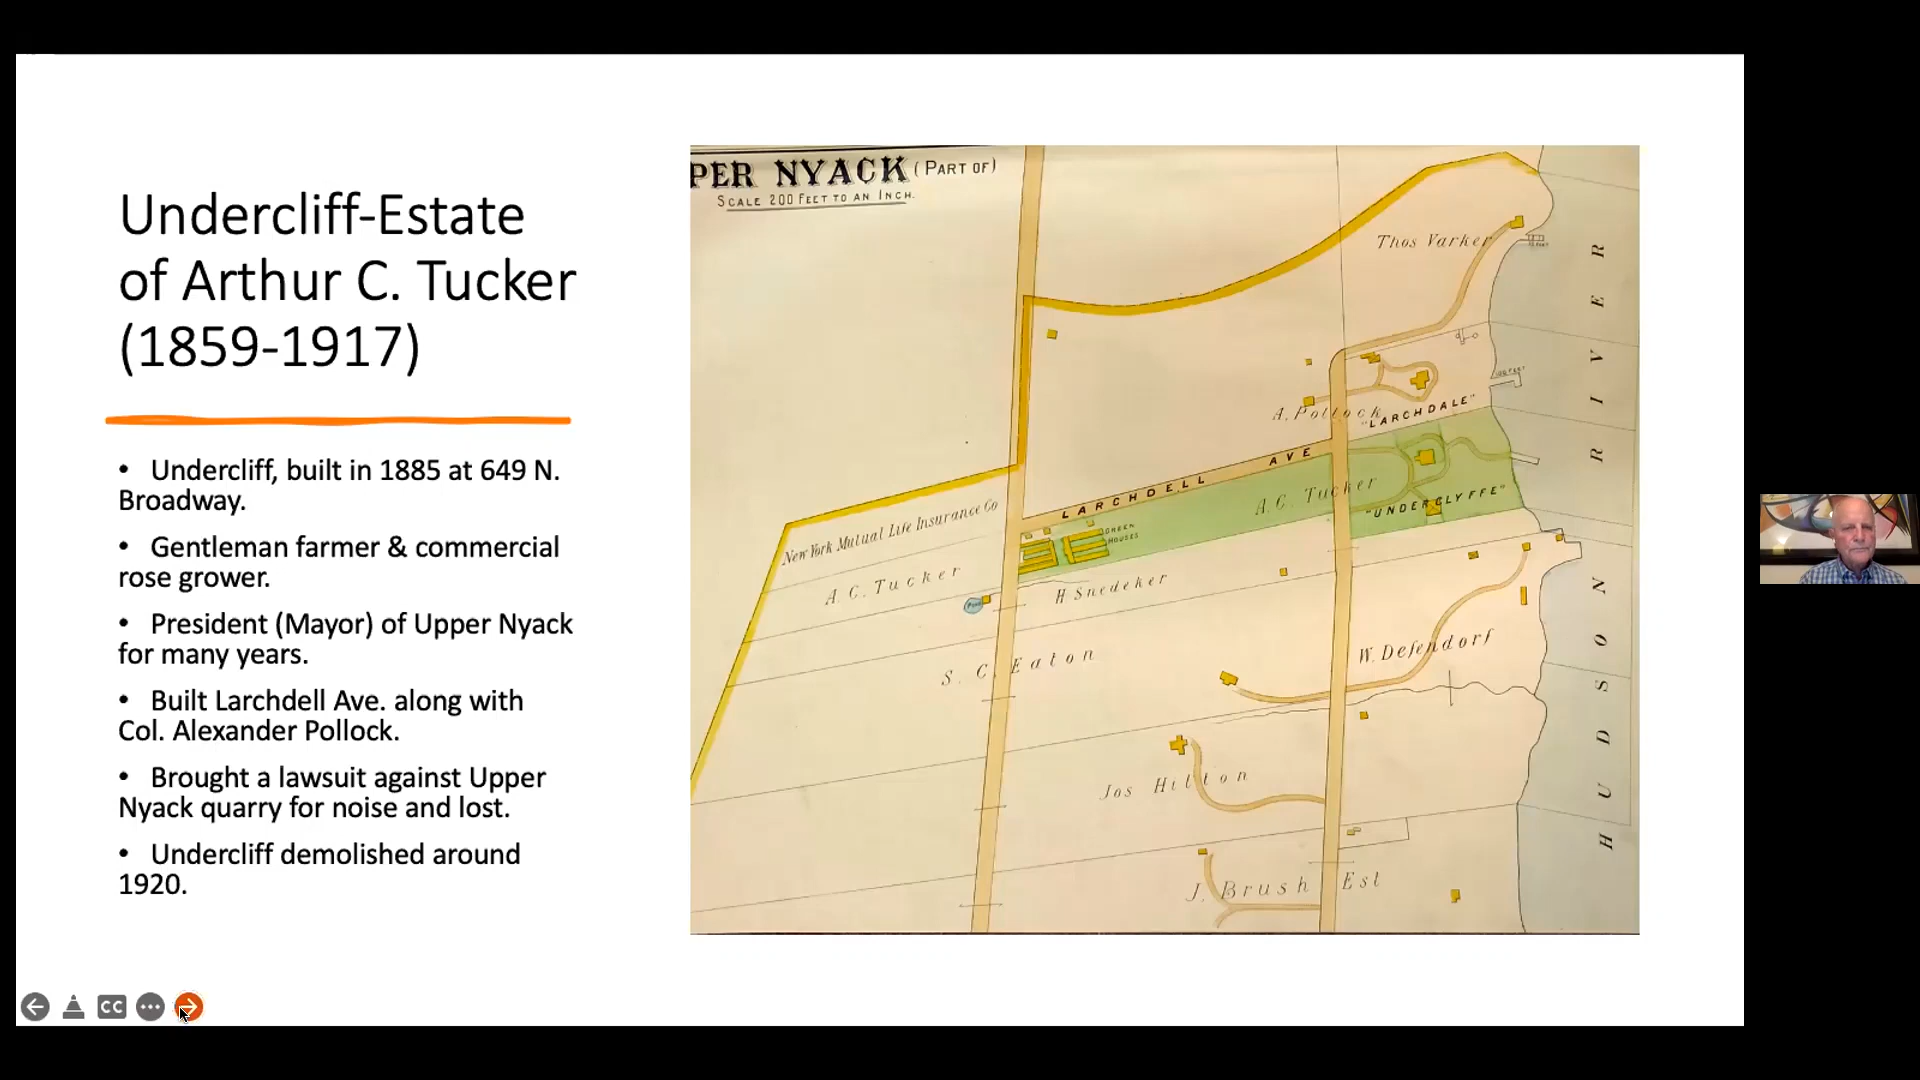 Undercliff-Estate
of Arthur C. Tucker
(1859-1917)
• Undercliff, built in 1885 at 649 N.
Broadway.
• Gentleman farmer & commercial
rose grower.
• President (Mayor) of Upper Nyack
for many years.
• Built Larchdell Ave. along with
Col. Alexander Pollock.
• Brought a lawsuit against Upper
Nyack quarry for noise and lost.
• Undercliff demolished around
1920.
PER NYACK (PART OF)
SCALE 200 FEET TO AN INCH.
Thos Varker
A. Pollock
"LARCHDALE"
LARCHDELL AVE
A. C. Tucker
"UNDERCLYFFE"
GREEN
HOUSES
New York Mutual Life Insurance Co
A. C. Tucker
H Snedeker
S. C. Eaton
W. Defendorf
Jos Hilton
J. Brush Est
HUDSON RIVER
CC